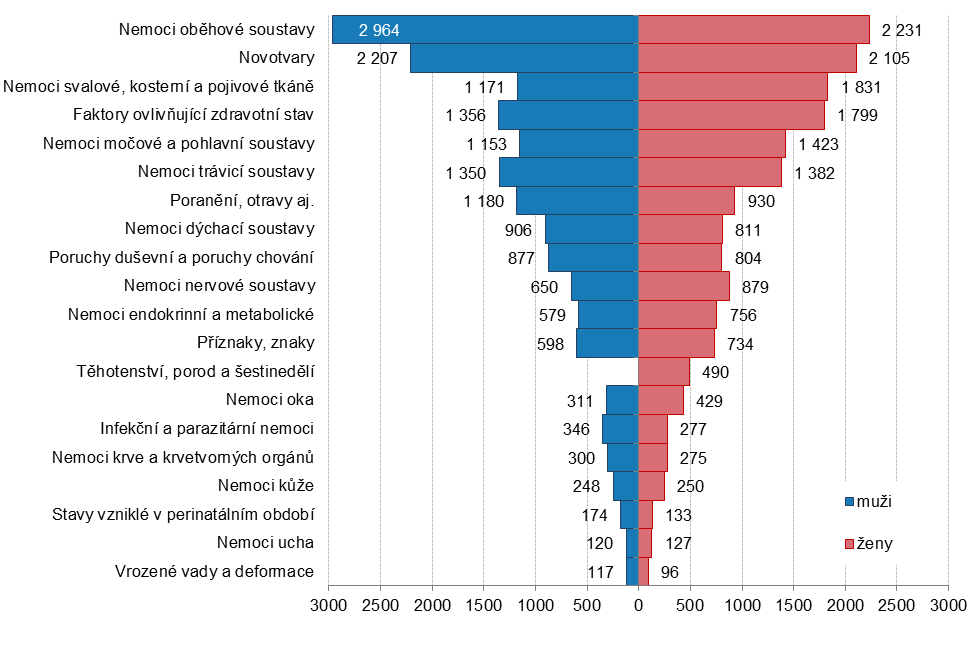 Nemoci oběhové soustavy 2 964 2 231
Novotvary 2 207 2 105
Nemoci svalové, kosterní a pojivové tkáně 1 171 1 831
Faktory ovlivňující zdravotní stav 1 356 1 799
Nemoci močové a pohlavní soustavy 1 153 1 423
Nemoci trávicí soustavy 1 350 1 382
Poranění, otravy aj. 1 180 930
Nemoci dýchací soustavy 906 811
Poruchy duševní a poruchy chování 877 804
Nemoci nervové soustavy 650 879
Nemoci endokrinní a metabolické 579 756
Příznaky, znaky 598 734
Těhotenství, porod a šestinedělí 490
Nemoci oka 311 429
Infekční a parazitární nemoci 346 277
Nemoci krve a krvetvorných orgánů 300 275
Nemoci kůže 248 250
muži
Stavy vzniklé v perinatálním období 174 133
Nemoci ucha 120 127
ženy
Vrozené vady a deformace 117 96
3000 2500 2000 1500 1000 500 0 500 1000 1500 2000 2500 3000